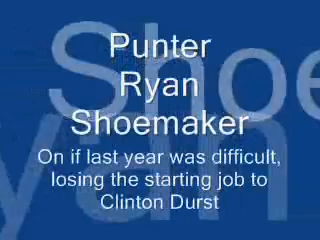 Punter
Ryan
Shoemaker
On if last year was difficult,
losing the starting job to
Clinton Durst